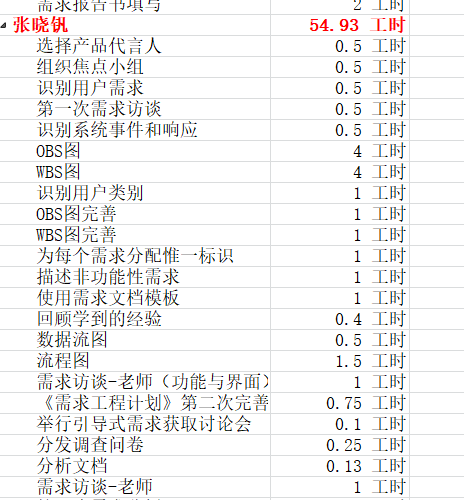 需求报告书填写 2 工时
张晓钒 54.93 工时
选择产品代言人 0.5 工时
组织焦点小组 0.5 工时
识别用户需求 0.5 工时
第一次需求访谈 0.5 工时
识别系统事件和响应 0.5 工时
OBS图 4 工时
WBS图 4 工时
识别用户类别 1 工时
OBS图完善 1 工时
WBS图完善 1 工时
为每个需求分配惟一标识 1 工时
描述非功能性需求 1 工时
使用需求文档模板 1 工时
回顾学到的经验 0.4 工时
数据流图 0.5 工时
流程图 1.5 工时
需求访谈-老师（功能与界面） 1 工时
《需求工程计划》第二次完善 0.75 工时
举行引导式需求获取讨论会 0.1 工时
分发调查问卷 0.25 工时
分析文档 0.13 工时
需求访谈-老师 1 工时